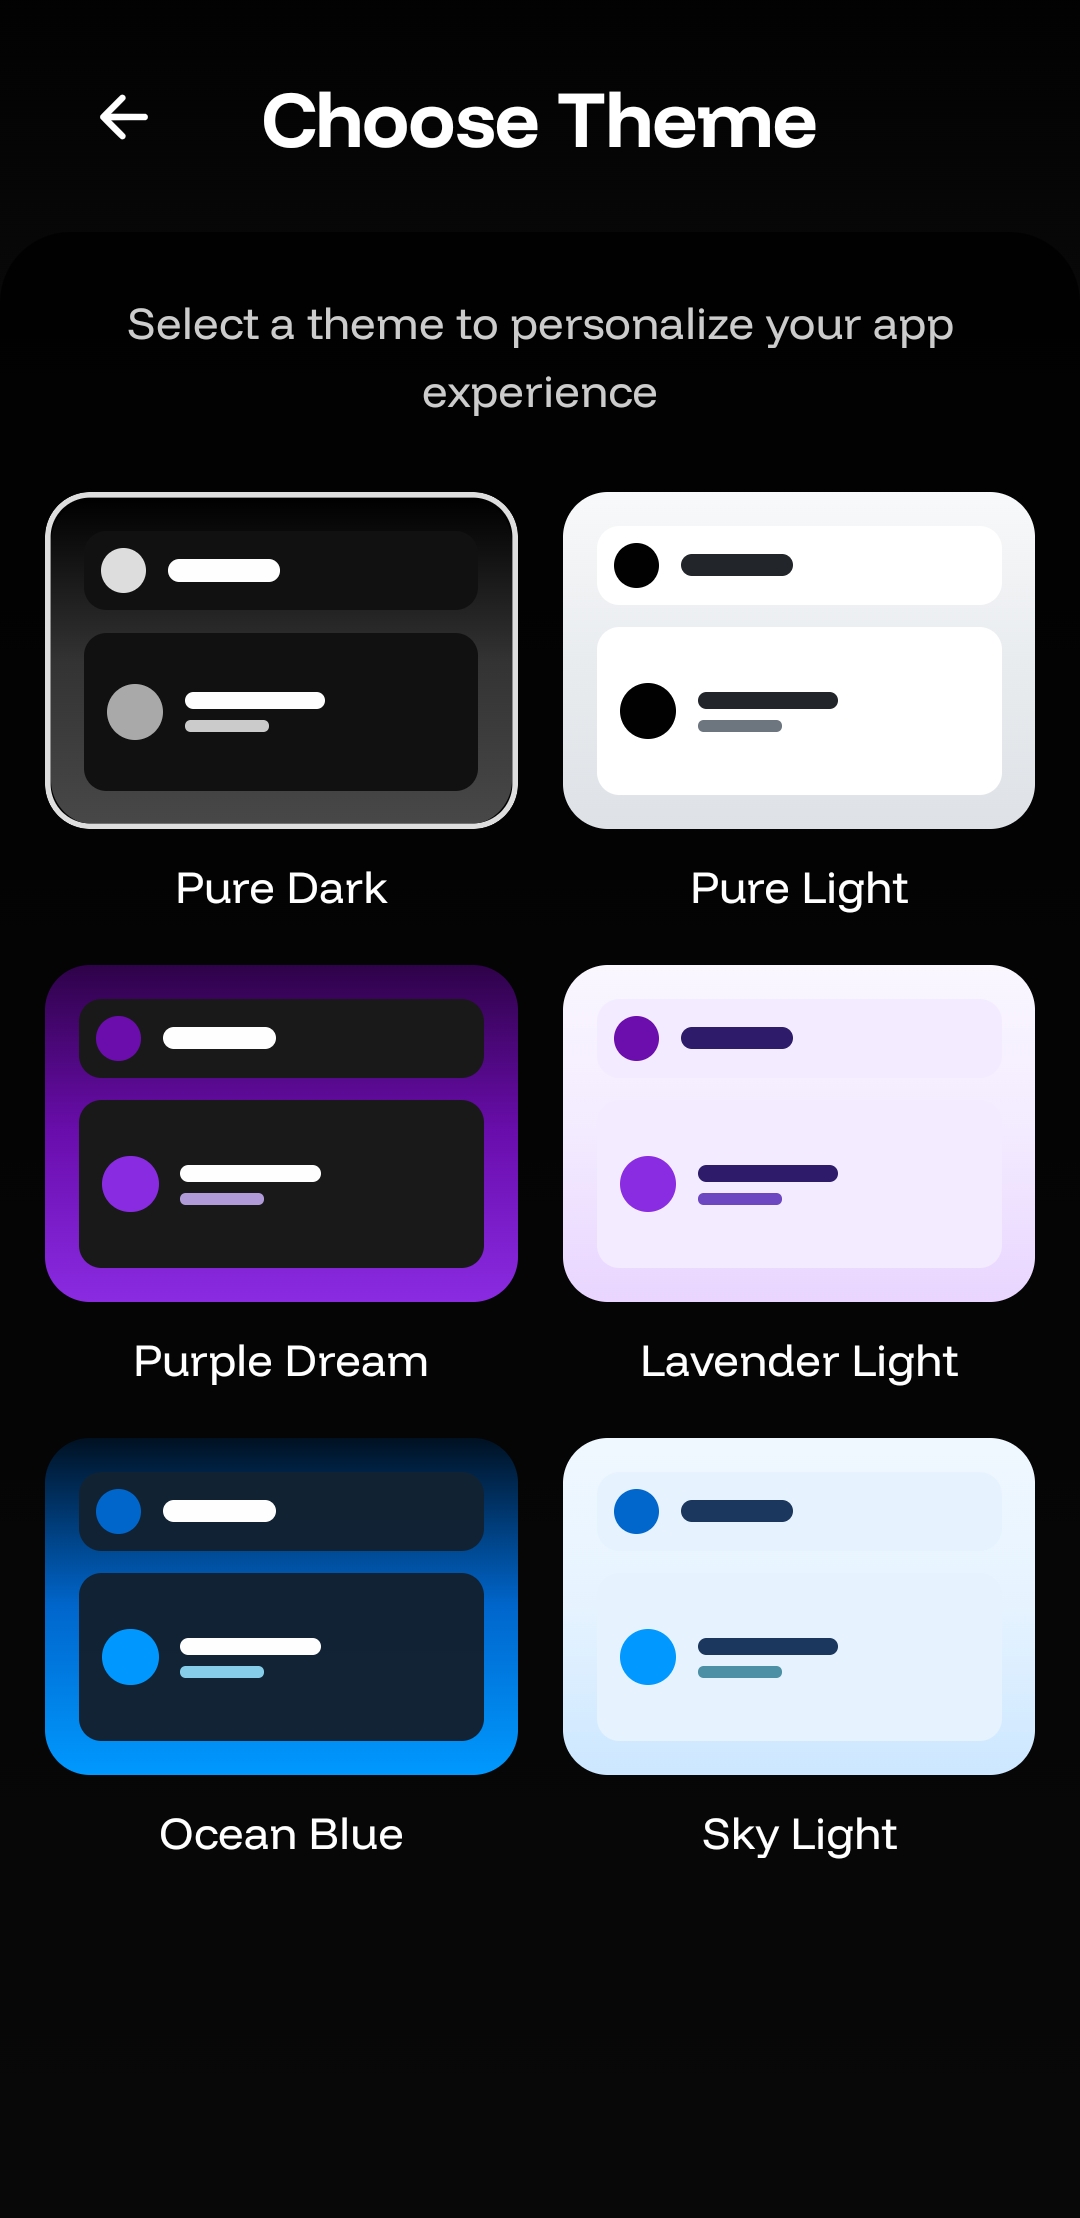 Choose Theme
Select a theme to personalize your app
experience
Pure Dark
Pure Light
Purple Dream
Lavender Light
Ocean Blue
Sky Light